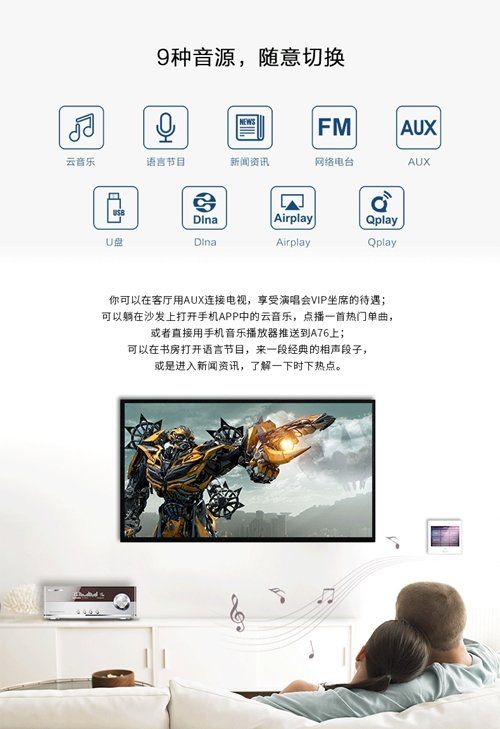 9种音源，随意切换
NEWS
FM
AUX
云音乐
语言节目
新闻资讯
网络电台
AUX
USB
Dlna
Airplay
Qplay
U盘
Dlna
Airplay
Qplay
你可以在客厅用AUX连接电视，享受演唱会VIP坐席的待遇；
可以躺在沙发上打开手机APP中的云音乐，点播一首热门单曲，
或者直接用手机音乐播放器推送到A76上；
可以在书房打开语言节目，来一段经典的相声段子，
或是进入新闻资讯，了解一下时下热点。